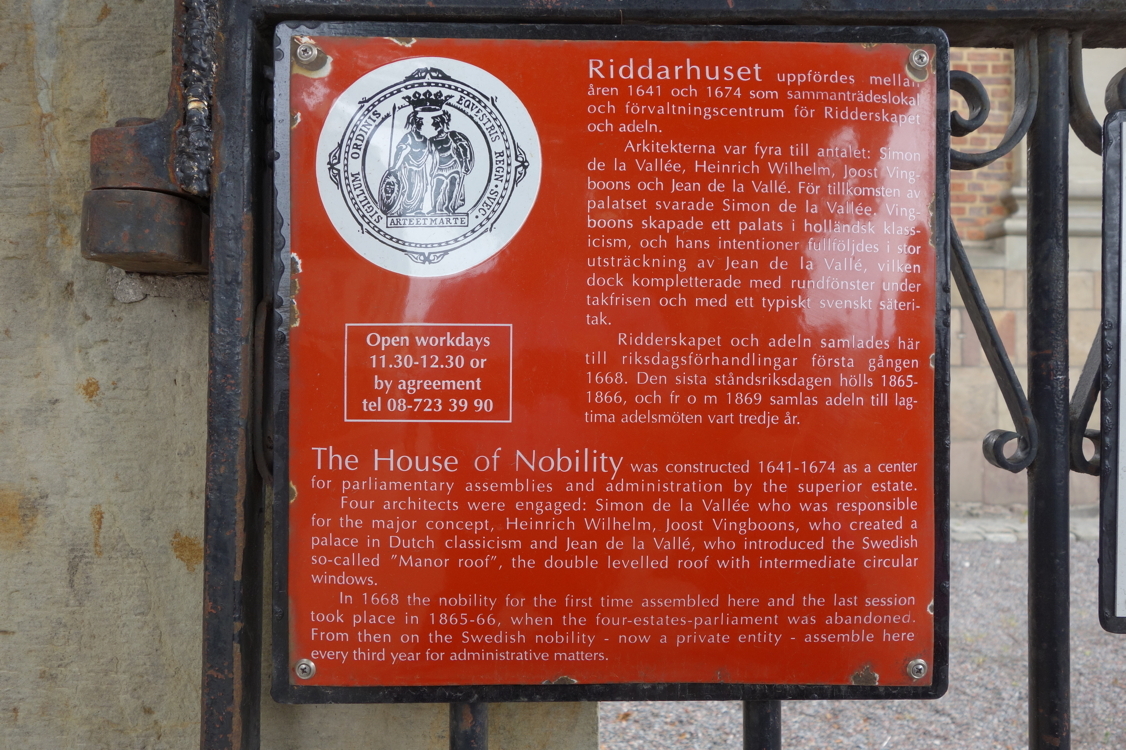 SIGILLUM ORDINIS EQVESTRIS REGN · SVEC ·
ARTE ET MARTE
Riddarhuset uppfördes mellan
åren 1641 och 1674 som sammanträdeslokal
och förvaltningscentrum för Ridderskapet
och adeln.
Arkitekterna var fyra till antalet: Simon
de la Vallée, Heinrich Wilhelm, Joost Ving-
boons och Jean de la Vallé. För tillkomsten av
palatset svarade Simon de la Vallée. Ving-
boons skapade ett palats i holländsk klass-
icism, och hans intentioner fullföljdes i stor
utsträckning av Jean de la Vallé, vilken
dock kompletterade med rundfönster under
takfrisen och med ett typiskt svenskt säteri-
tak.
Ridderskapet och adeln samlades här
till riksdagsförhandlingar första gången
1668. Den sista ståndsriksdagen hölls 1865-
1866, och fr o m 1869 samlas adeln till lag-
tima adelsmöten vart tredje år.
Open workdays
11.30-12.30 or
by agreement
tel 08-723 39 90
The House of Nobility was constructed 1641-1674 as a center
for parliamentary assemblies and administration by the superior estate.
Four architects were engaged: Simon de la Vallée who was responsible
for the major concept, Heinrich Wilhelm, Joost Vingboons, who created a
palace in Dutch classicism and Jean de la Vallé, who introduced the Swedish
so-called ”Manor roof”, the double levelled roof with intermediate circular
windows.
In 1668 the nobility for the first time assembled here and the last session
took place in 1865-66, when the four-estates-parliament was abandoned.
From then on the Swedish nobility - now a private entity - assemble here
every third year for administrative matters.